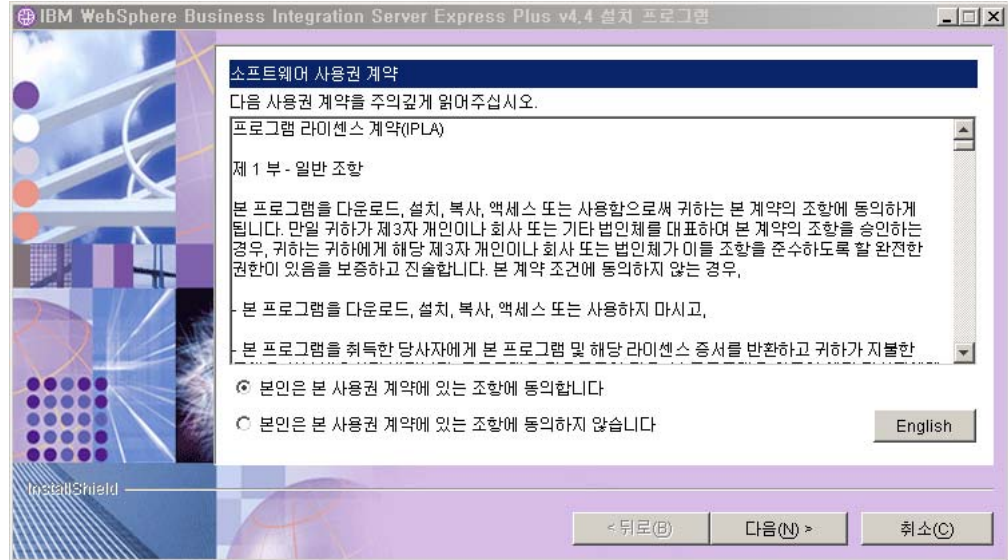 IBM WebSphere Business Integration Server Express Plus v4.4 설치 프로그램
소프트웨어 사용권 계약
다음 사용권 계약을 주의깊게 읽어주십시오.
프로그램 라이센스 계약(IPLA)
제 1 부 - 일반 조항
본 프로그램을 다운로드, 설치, 복사, 액세스 또는 사용함으로써 귀하는 본 계약의 조항에 동의하게
됩니다. 만일 귀하가 제3자 개인이나 회사 또는 기타 법인체를 대표하여 본 계약의 조항을 승인하는
경우, 귀하는 귀하에게 해당 제3자 개인이나 회사 또는 법인체가 이들 조항을 준수하도록 할 완전한
권한이 있음을 보증하고 진술합니다. 본 계약 조건에 동의하지 않는 경우,
- 본 프로그램을 다운로드, 설치, 복사, 액세스 또는 사용하지 마시고,
- 본 프로그램을 취득한 당사자에게 본 프로그램 및 해당 라이센스 증서를 반환하고 귀하가 지불한
본인은 본 사용권 계약에 있는 조항에 동의합니다
본인은 본 사용권 계약에 있는 조항에 동의하지 않습니다
English
InstallShield
< 뒤로(B)
다음(N) >
취소(C)